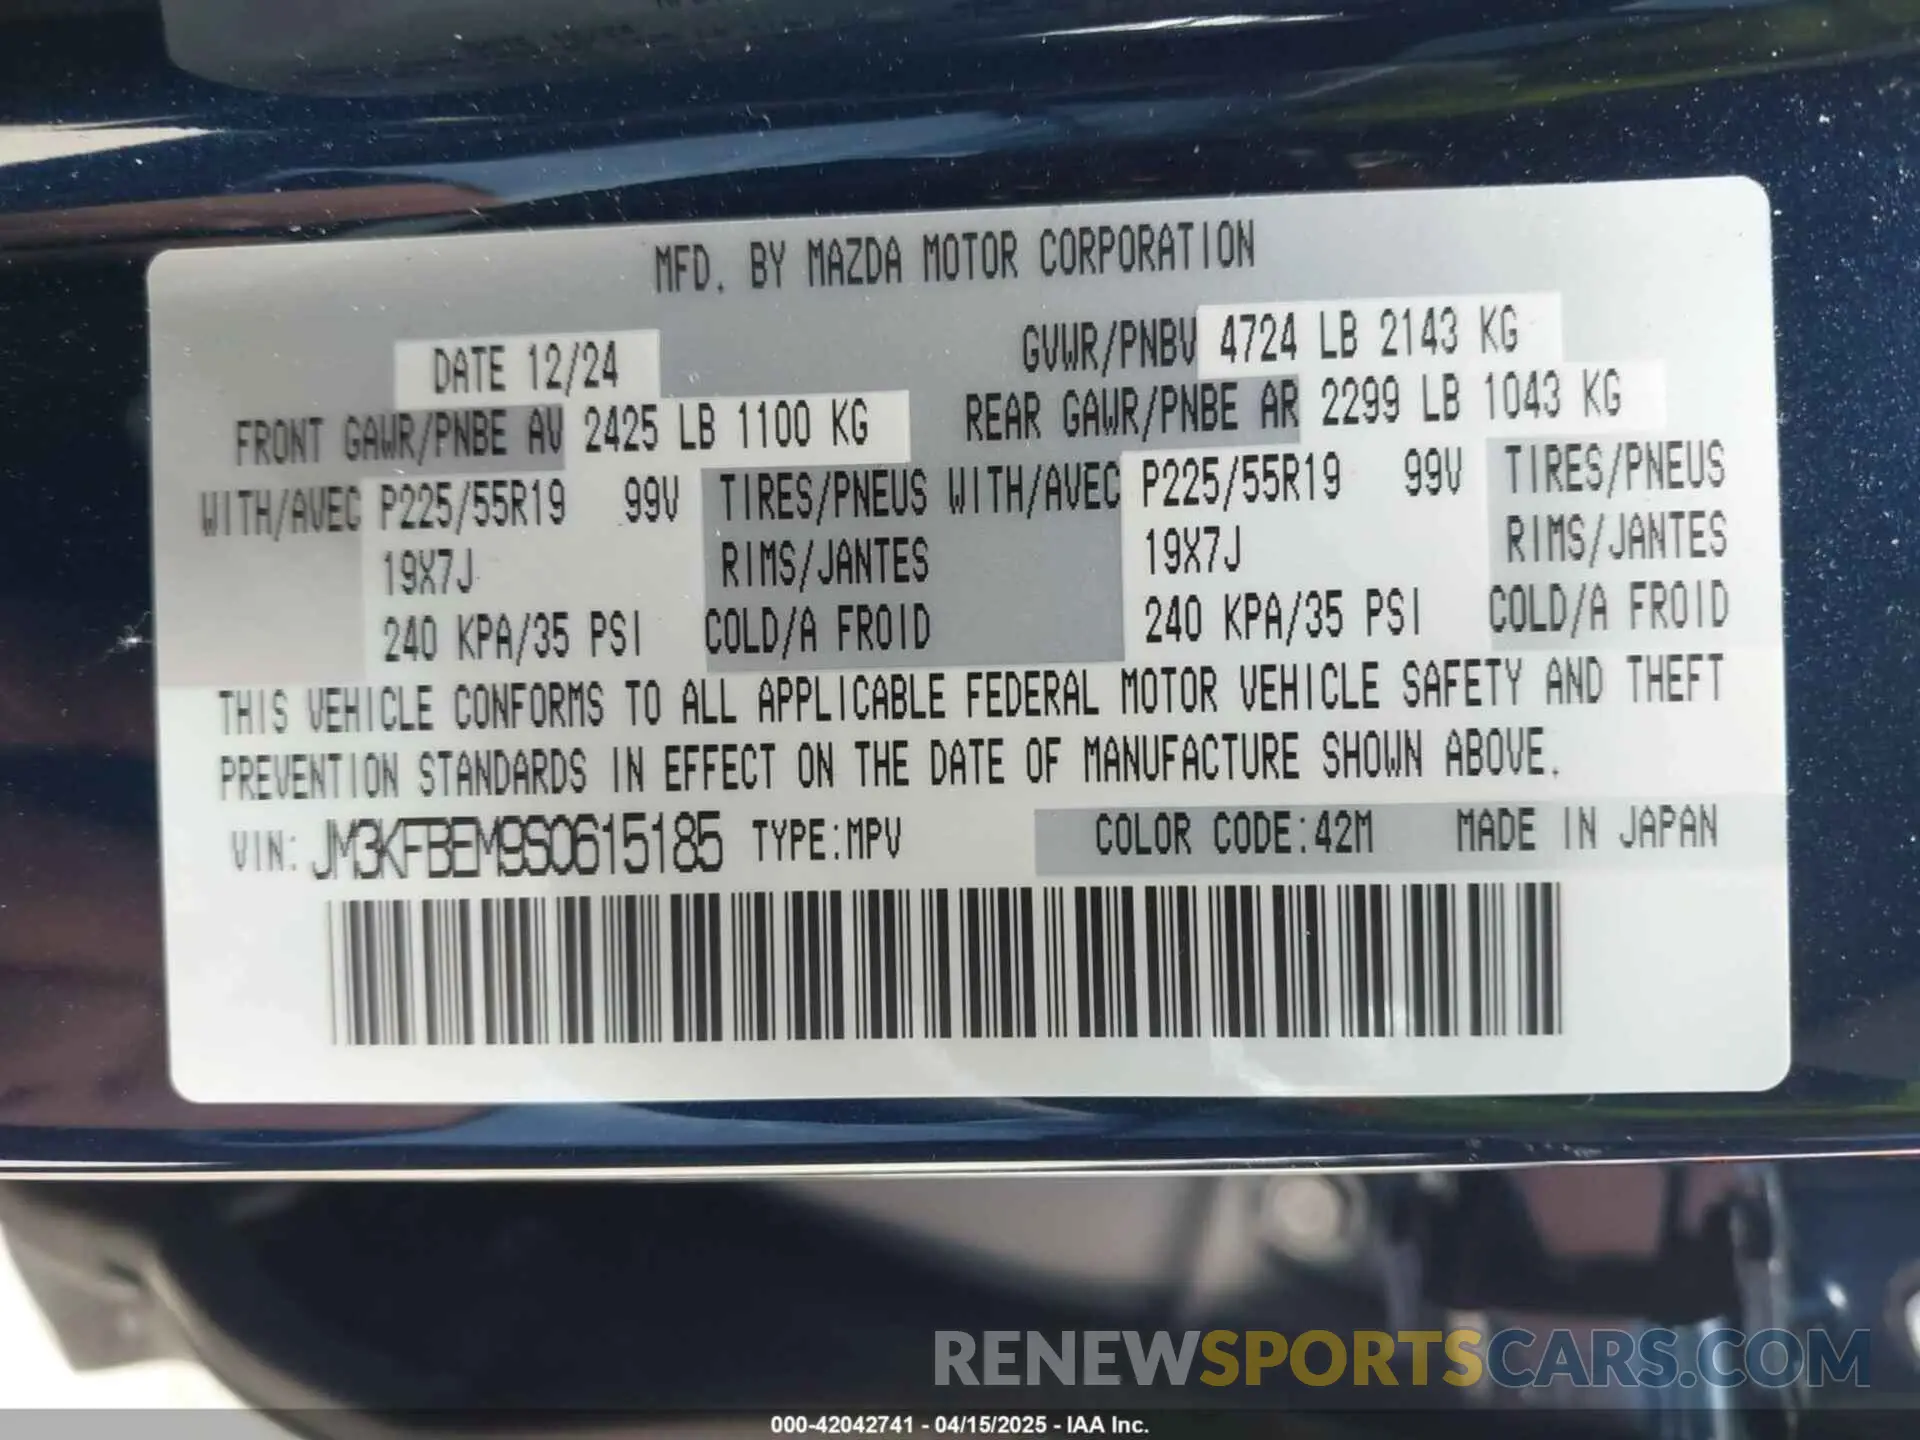 MFD. BY MAZDA MOTOR CORPORATION
DATE 12/24 GVWR/PNBV 4724 LB 2143 KG
FRONT GAWR/PNBE AV 2425 LB 1100 KG REAR GAWR/PNBE AR 2299 LB 1043 KG
WITH/AVEC P225/55R19 99V TIRES/PNEUS WITH/AVEC P225/55R19 99V TIRES/PNEUS
19X7J RIMS/JANTES 19X7J RIMS/JANTES
240 KPA/35 PSI COLD/A FROID 240 KPA/35 PSI COLD/A FROID
THIS VEHICLE CONFORMS TO ALL APPLICABLE FEDERAL MOTOR VEHICLE SAFETY AND THEFT
PREVENTION STANDARDS IN EFFECT ON THE DATE OF MANUFACTURE SHOWN ABOVE.
VIN: JM3KFBEM9S0615185 TYPE:MPV COLOR CODE:42M MADE IN JAPAN
RENEWSPORTSCARS.COM
000-42042741 - 04/15/2025 - IAA Inc.